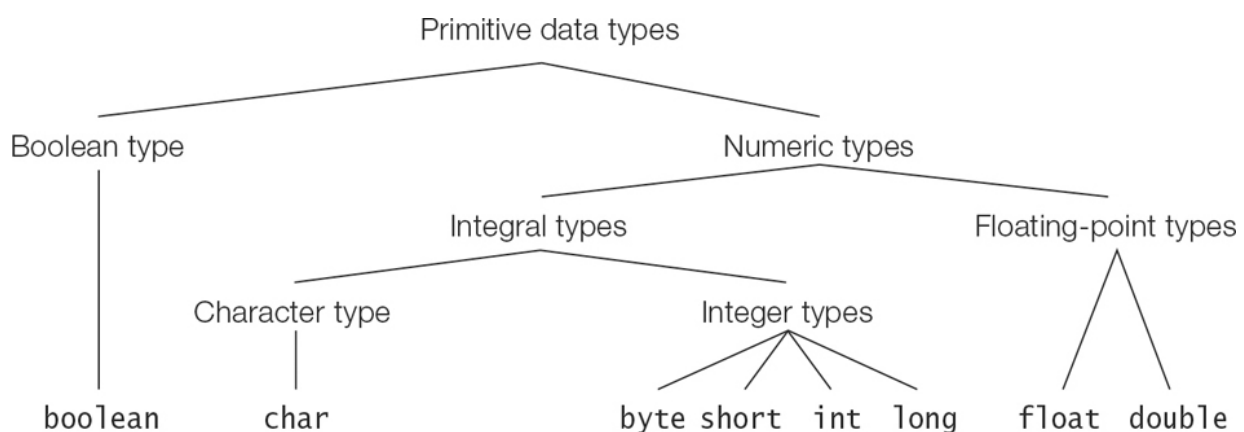 Primitive data types
Boolean type
Numeric types
Integral types
Floating-point types
Character type
Integer types
boolean
char
byte
short
int
long
float
double